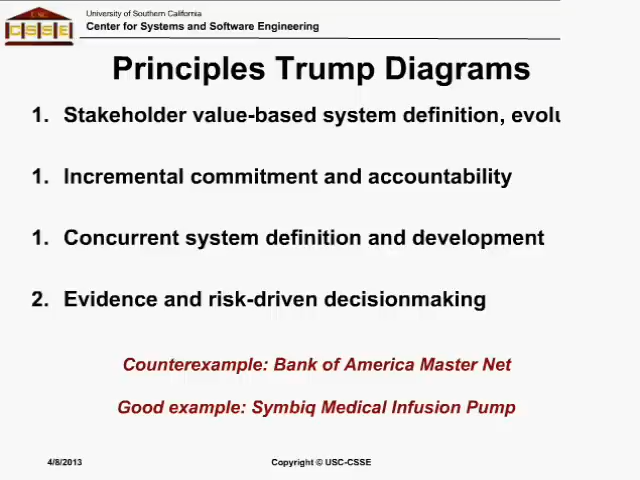 USC
CSSE
University of Southern California
Center for Systems and Software Engineering
Principles Trump Diagrams
1. Stakeholder value-based system definition, evolu
1. Incremental commitment and accountability
1. Concurrent system definition and development
2. Evidence and risk-driven decisionmaking
Counterexample: Bank of America Master Net
Good example: Symbiq Medical Infusion Pump
4/8/2013 Copyright © USC-CSSE